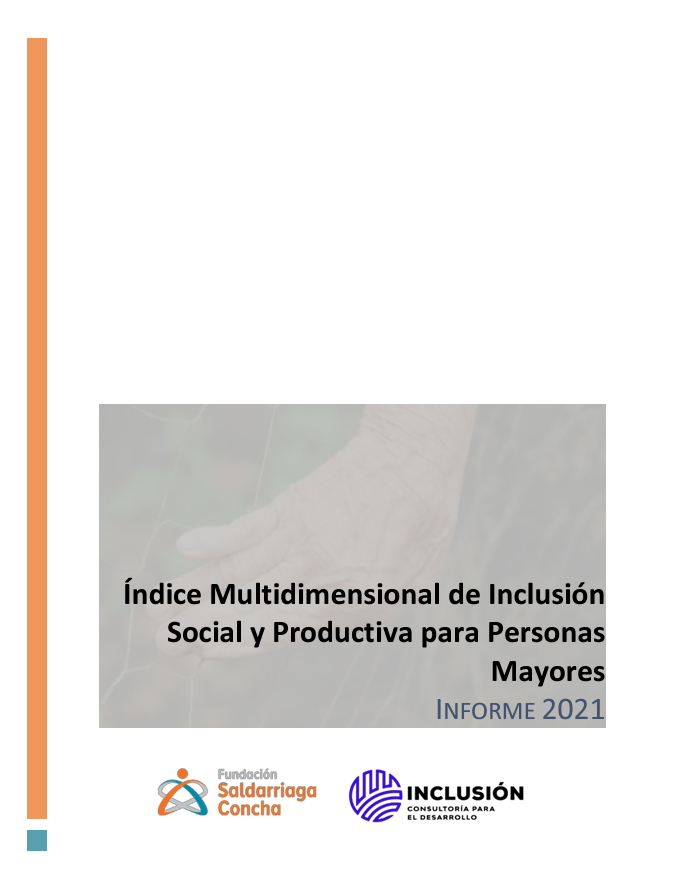 Índice Multidimensional de Inclusión
Social y Productiva para Personas
Mayores
INFORME 2021
Fundación
Saldarriaga
Concha
INCLUSIÓN
CONSULTORÍA PARA
EL DESARROLLO